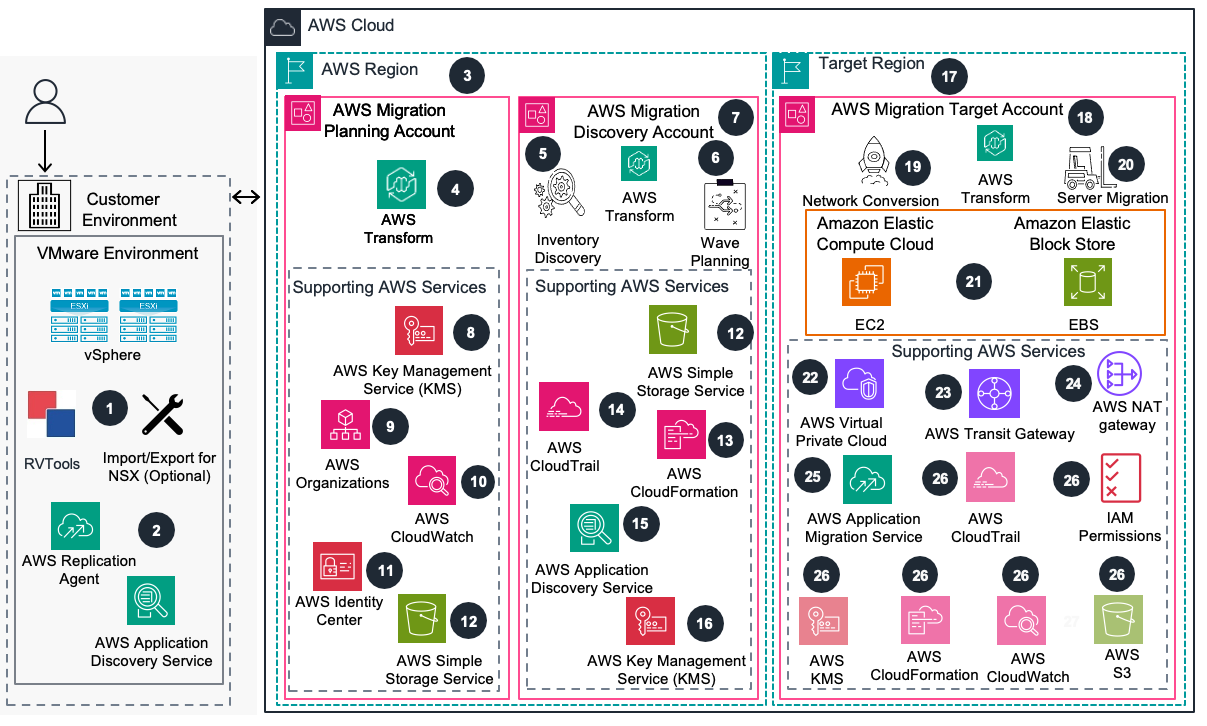 AWS Cloud
AWS Region
3
Target Region
17
AWS Migration
Planning Account
4
AWS
Transform
Supporting AWS Services
8
AWS Key Management
Service (KMS)
9
AWS
Organizations
10
AWS
CloudWatch
11
AWS Identity
Center
12
AWS Simple
Storage Service
AWS Migration
Discovery Account
7
5
Inventory
Discovery
AWS
Transform
6
Wave
Planning
Supporting AWS Services
12
AWS Simple
Storage Service
14
AWS
CloudTrail
13
AWS
CloudFormation
15
AWS Application
Discovery Service
16
AWS Key Management
Service (KMS)
AWS Migration Target Account
18
19
Network Conversion
AWS
Transform
20
Server Migration
Amazon Elastic
Compute Cloud
EC2
21
Amazon Elastic
Block Store
EBS
Supporting AWS Services
22
AWS Virtual
Private Cloud
23
AWS Transit Gateway
24
AWS NAT
gateway
25
AWS Application
Migration Service
26
AWS
CloudTrail
26
IAM
Permissions
26
AWS
KMS
26
AWS
CloudFormation
26
AWS
CloudWatch
27
26
AWS
S3
Customer
Environment
VMware Environment
ESXi
ESXi
vSphere
RVTools
1
Import/Export for
NSX (Optional)
AWS Replication
Agent
2
AWS Application
Discovery Service